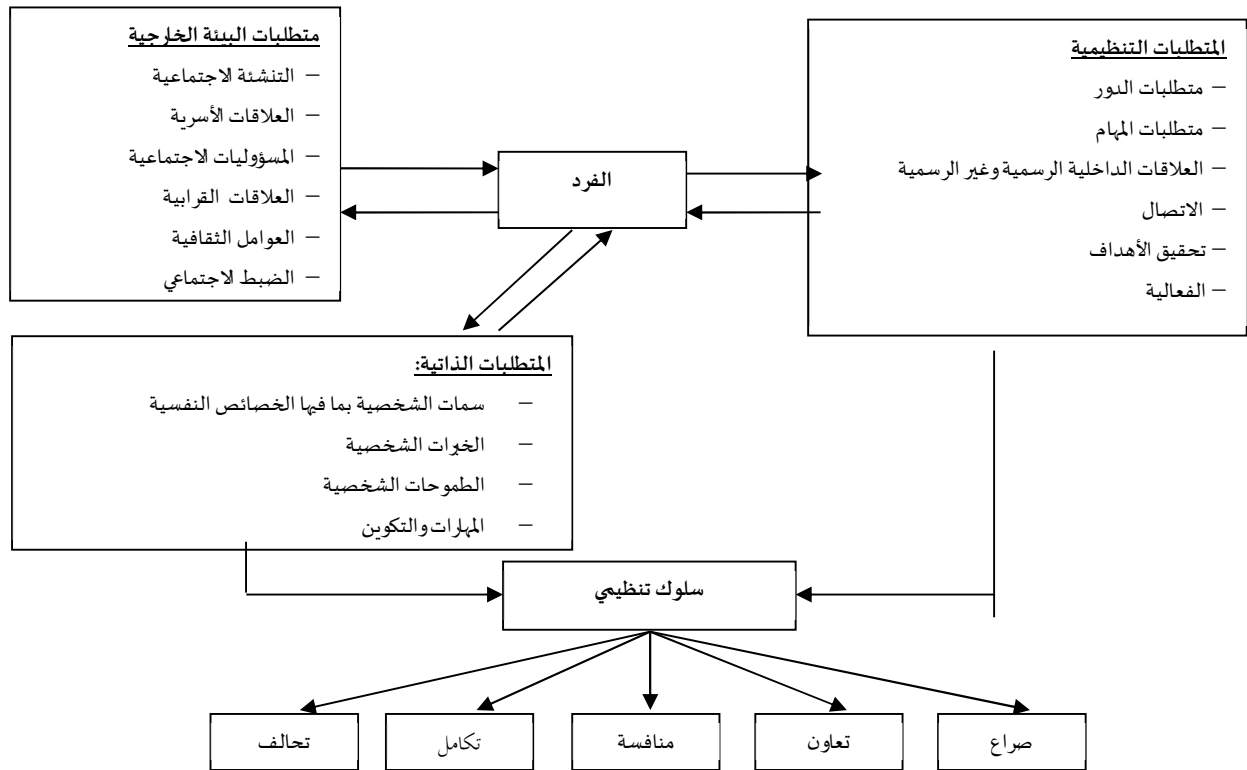 المتطلبات التنظيمية
– متطلبات الدور
– متطلبات المهام
– العلاقات الداخلية الرسمية وغير الرسمية
– الاتصال
– تحقيق الأهداف
– الفعالية
الفرد
متطلبات البيئة الخارجية
– التنشئة الاجتماعية
– العلاقات الأسرية
– المسؤوليات الاجتماعية
– العلاقات القرابية
– العوامل الثقافية
– الضبط الاجتماعي
المتطلبات الذاتية:
– سمات الشخصية بما فيها الخصائص النفسية
– الخبرات الشخصية
– الطموحات الشخصية
– المهارات والتكوين
سلوك تنظيمي
صراع
تعاون
منافسة
تكامل
تحالف